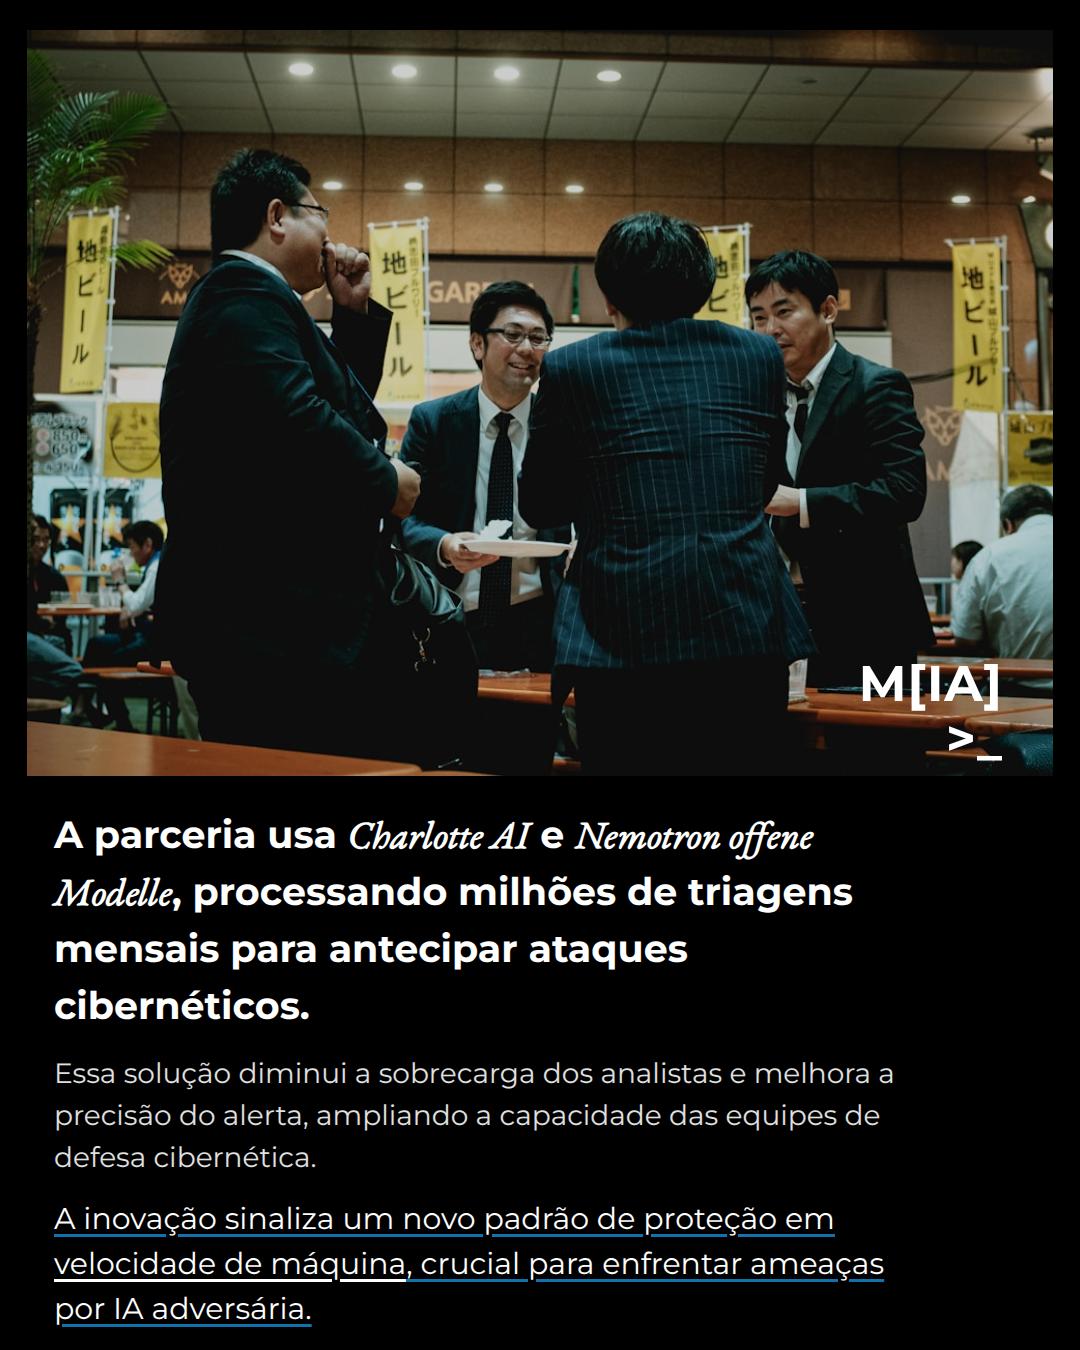 地ビール
地ビール
地ビール
地ビール
GARDEN
850
650
M[IA]
>_
A parceria usa Charlotte AI e Nemotron offene
Modelle, processando milhões de triagens
mensais para antecipar ataques
cibernéticos.
Essa solução diminui a sobrecarga dos analistas e melhora a
precisão do alerta, ampliando a capacidade das equipes de
defesa cibernética.
A inovação sinaliza um novo padrão de proteção em
velocidade de máquina, crucial para enfrentar ameaças
por IA adversária.